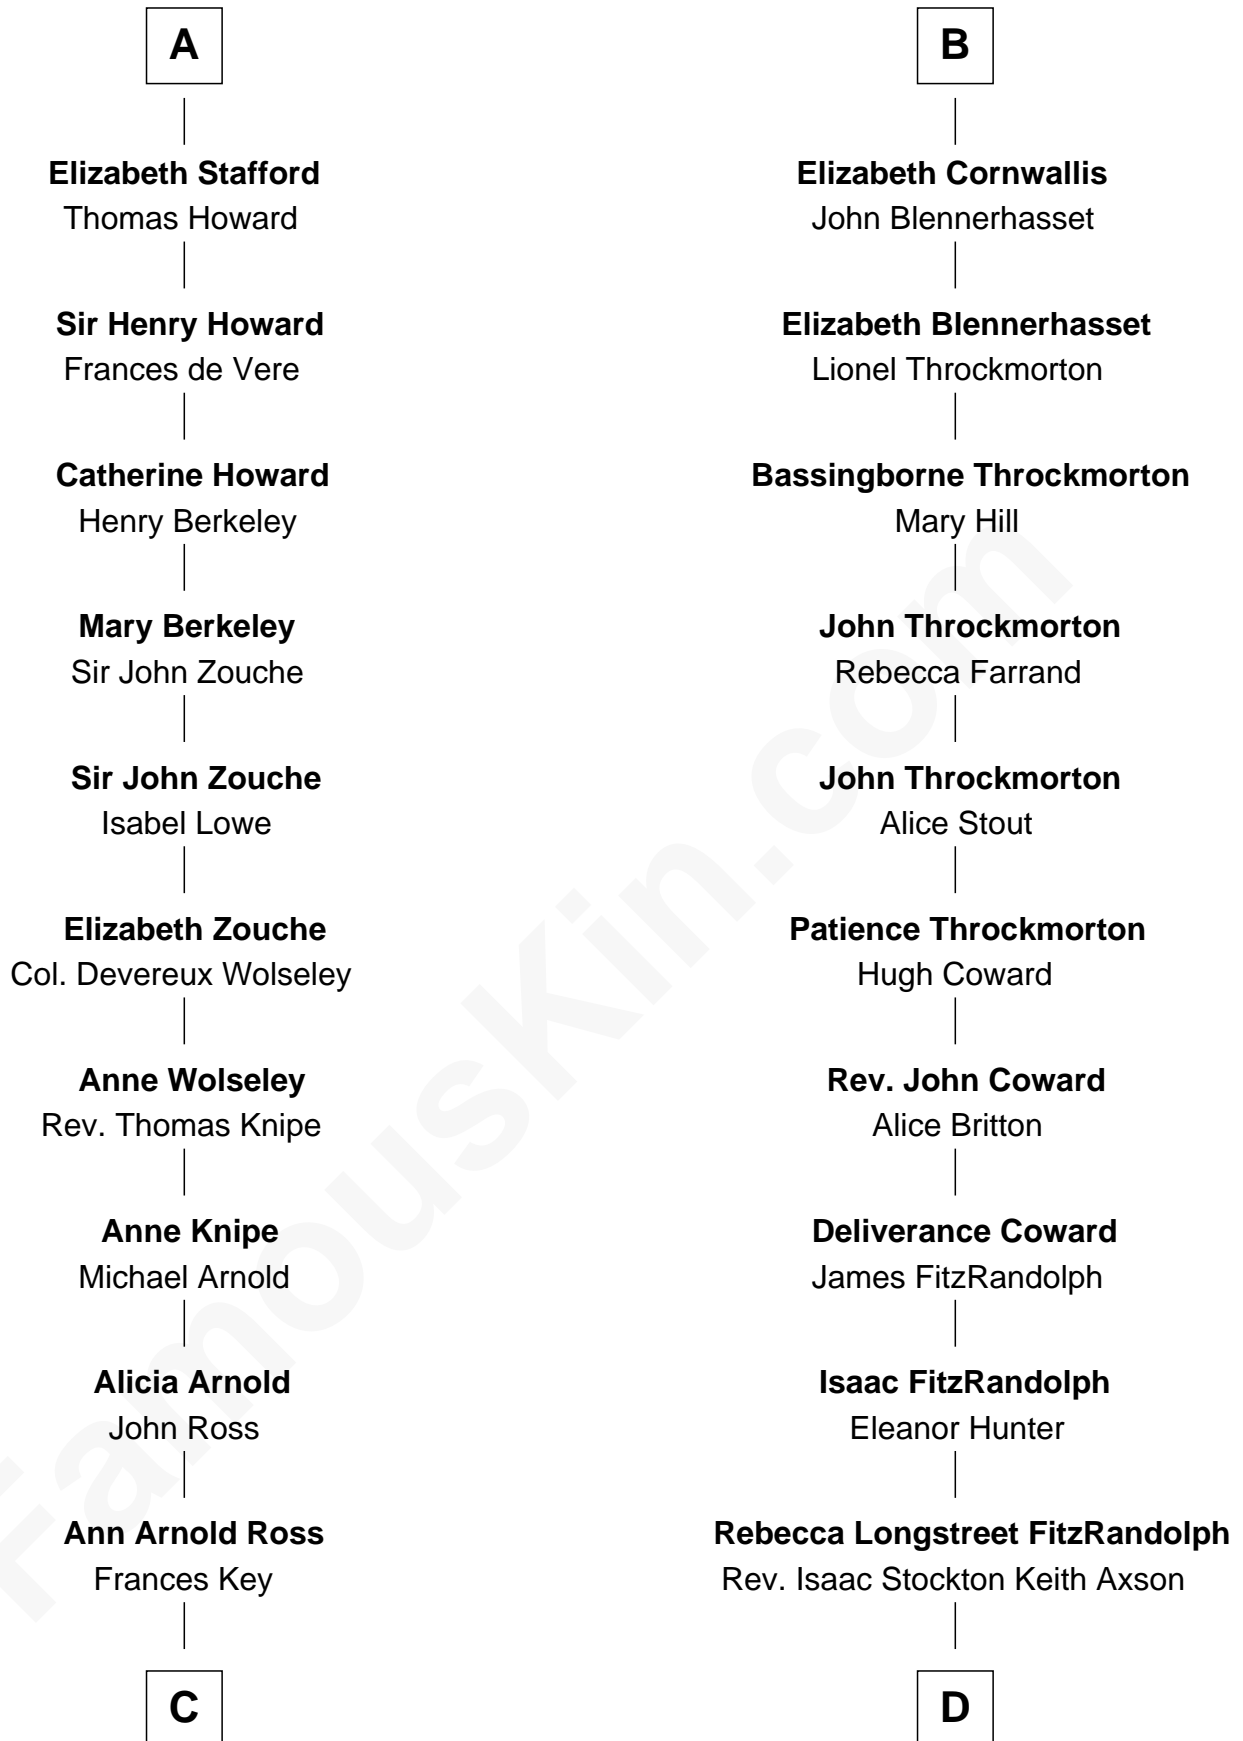 A
Elizabeth Stafford
Thomas Howard
Sir Henry Howard
Frances de Vere
Catherine Howard
Henry Berkeley
Mary Berkeley
Sir John Zouche
Sir John Zouche
Isabel Lowe
Elizabeth Zouche
Col. Devereux Wolseley
Anne Wolseley
Rev. Thomas Knipe
Anne Knipe
Michael Arnold
Alicia Arnold
John Ross
Ann Arnold Ross
Frances Key
C
B
Elizabeth Cornwallis
John Blennerhasset
Elizabeth Blennerhasset
Lionel Throckmorton
Bassingborne Throckmorton
Mary Hill
John Throckmorton
Rebecca Farrand
John Throckmorton
Alice Stout
Patience Throckmorton
Hugh Coward
Rev. John Coward
Alice Britton
Deliverance Coward
James FitzRandolph
Isaac FitzRandolph
Eleanor Hunter
Rebecca Longstreet FitzRandolph
Rev. Isaac Stockton Keith Axson
D
FamousKin.com